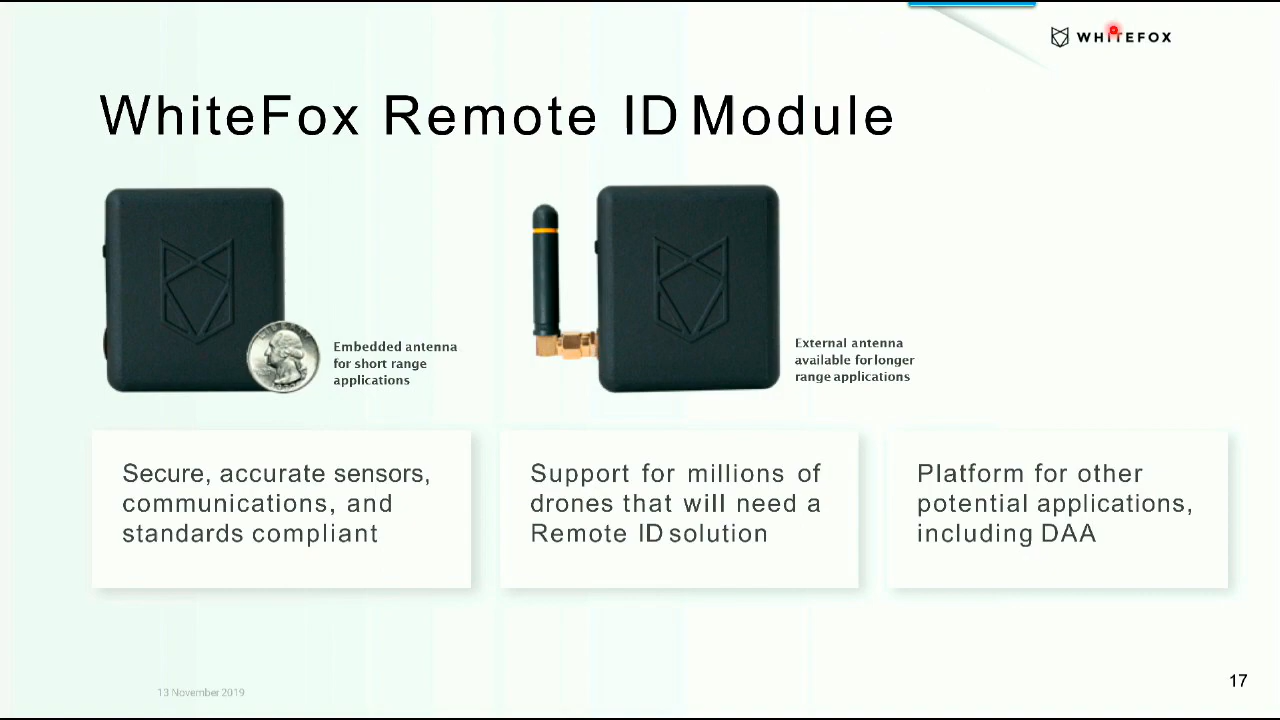 WHITEFOX
WhiteFox Remote ID Module
Embedded antenna
for short range
applications
External antenna
available for longer
range applications
Secure, accurate sensors,
communications, and
standards compliant
Support for millions of
drones that will need a
Remote ID solution
Platform for other
potential applications,
including DAA
13 November 2019
17